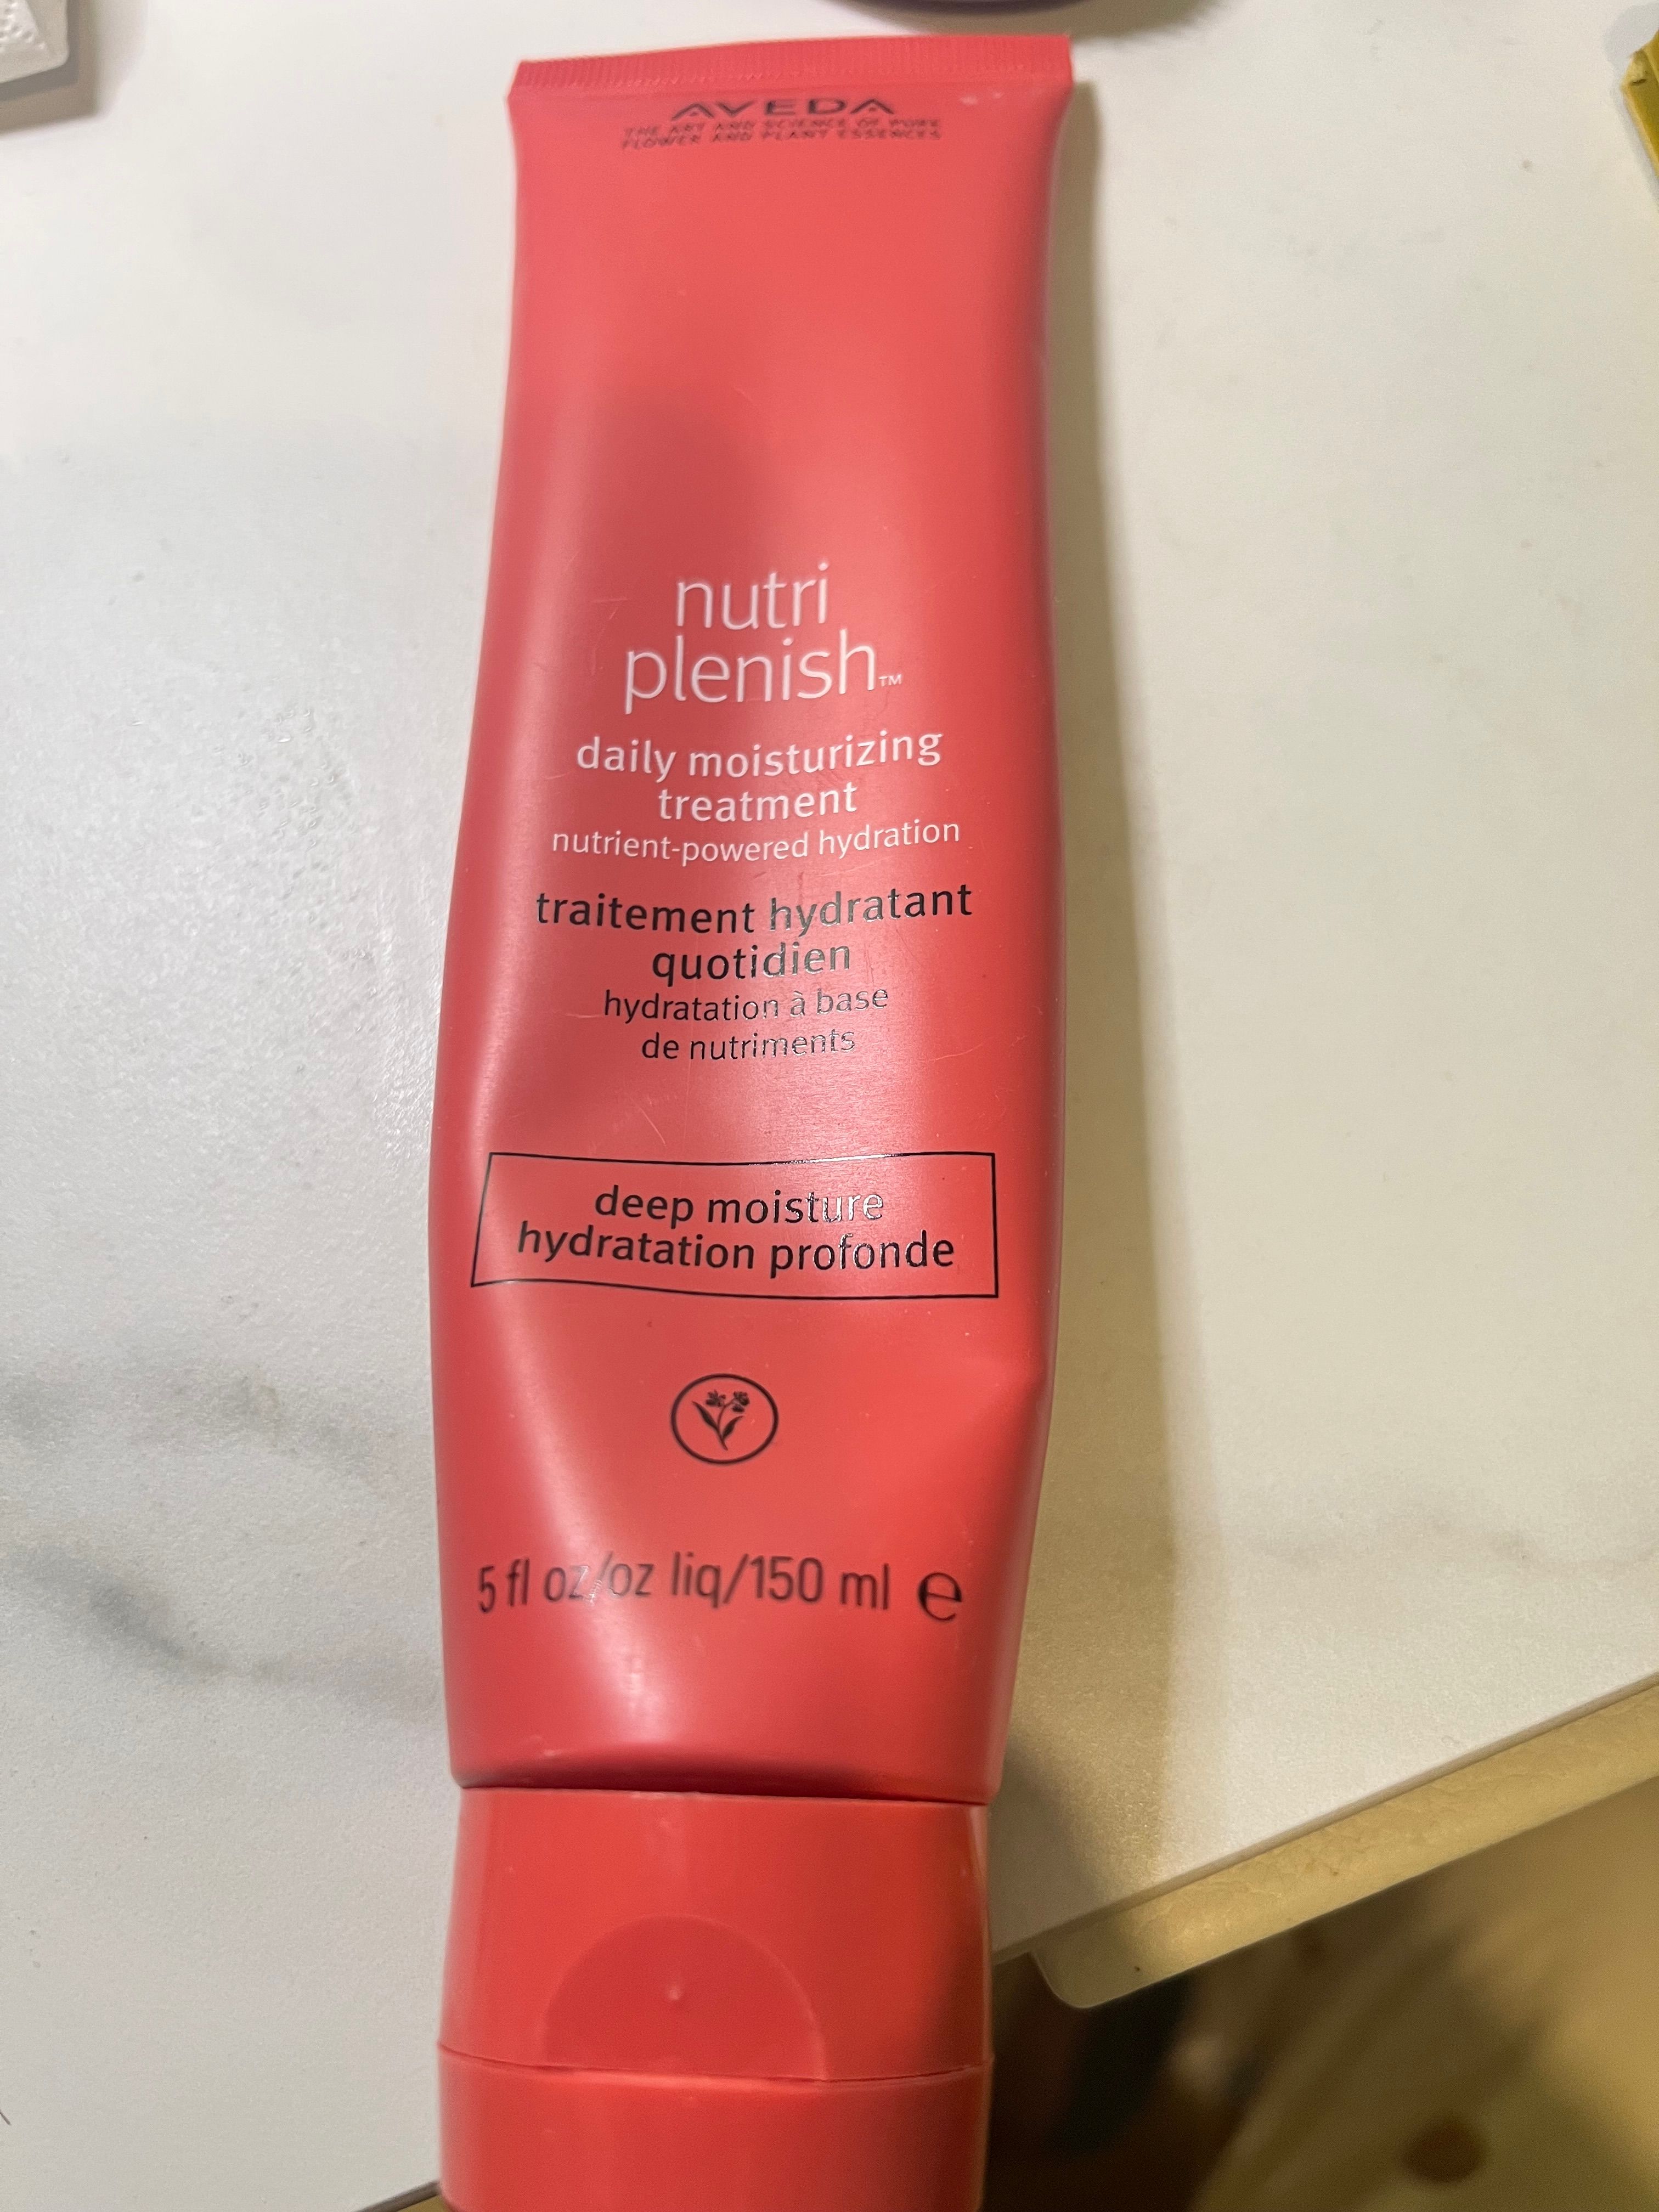 AVEDA
THE ART AND SCIENCE OF PURE
FLOWER AND PLANT ESSENCES
nutri
plenish™
daily moisturizing
treatment
nutrient-powered hydration
traitement hydratant
quotidien
hydratation à base
de nutriments
deep moisture
hydratation profonde
5 fl oz/oz liq/150 ml ℮